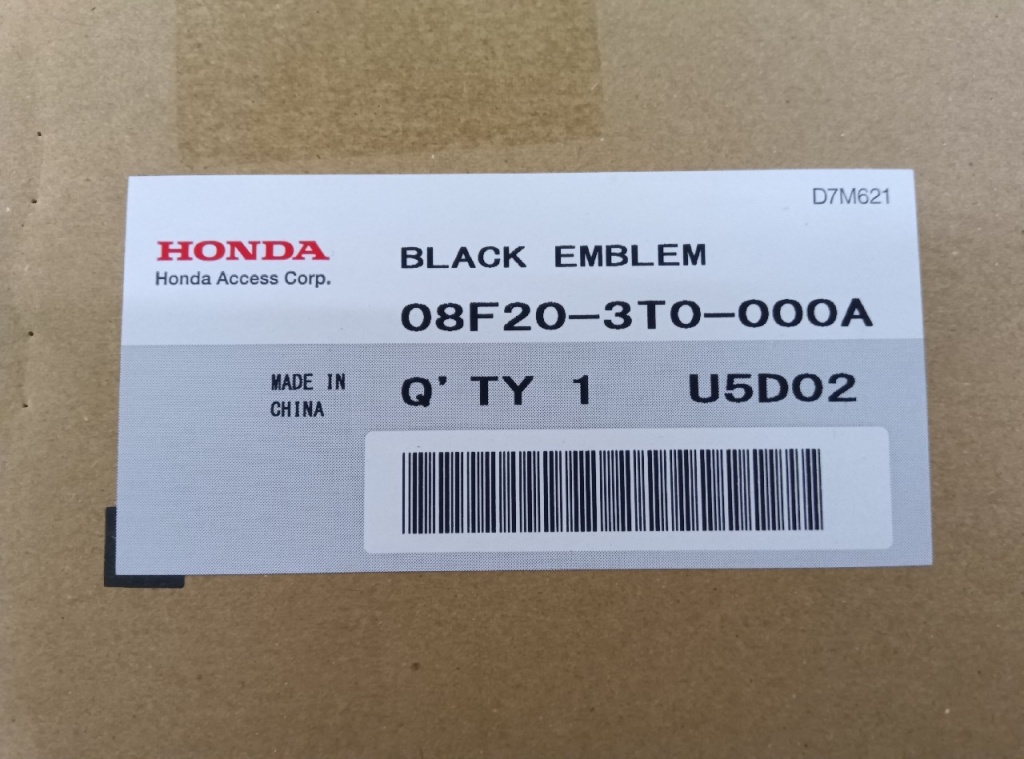 D7M621
HONDA
Honda Access Corp.
BLACK EMBLEM
08F20-3T0-000A
MADE IN
CHINA
Q'TY 1 U5D02